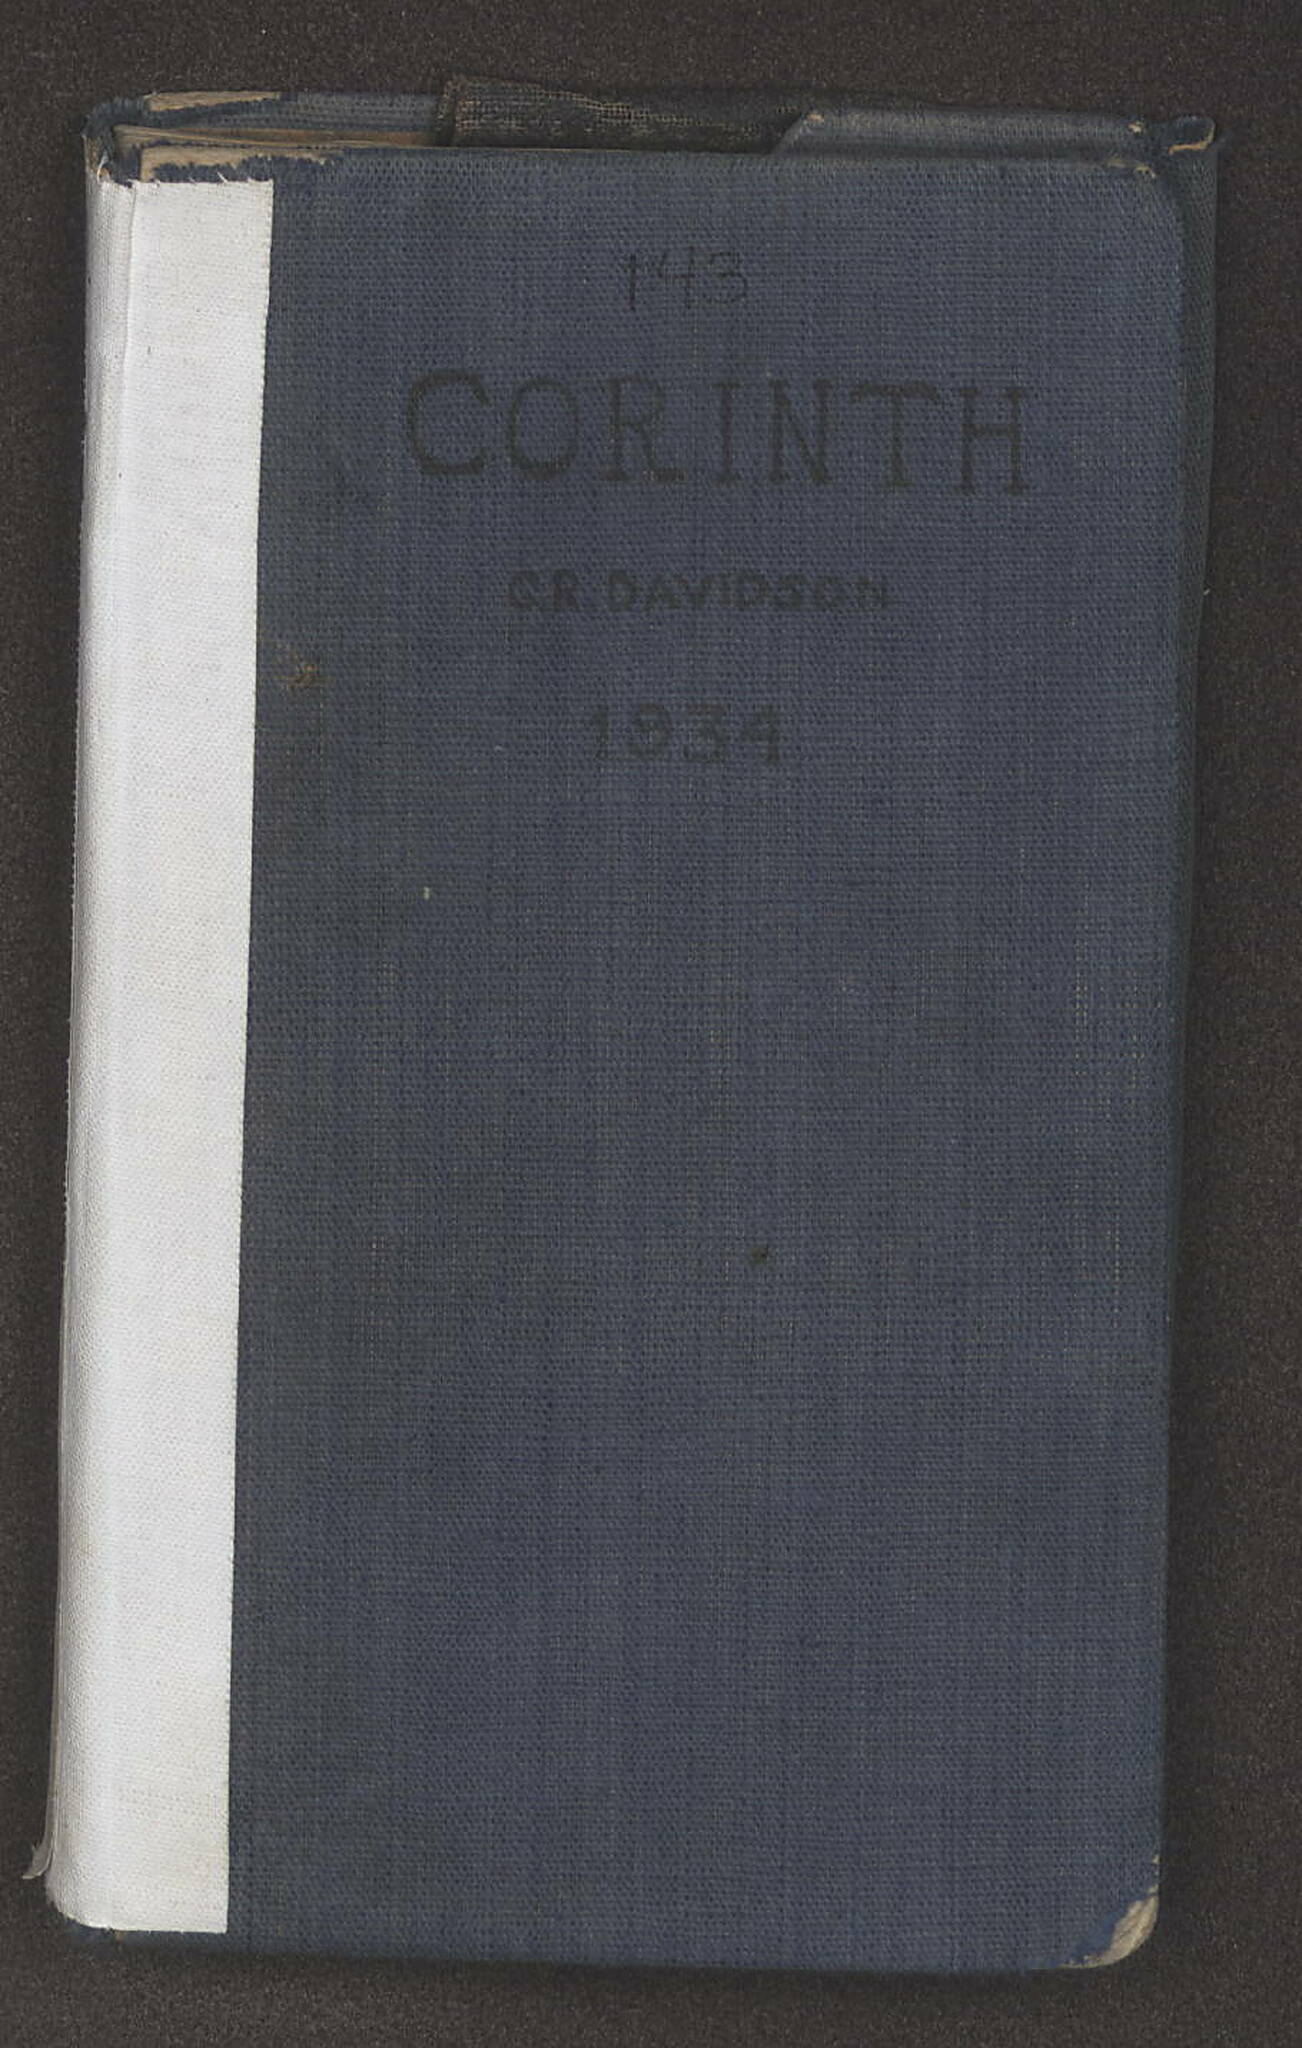 143
CORINTH
G.R. DAVIDSON
1934